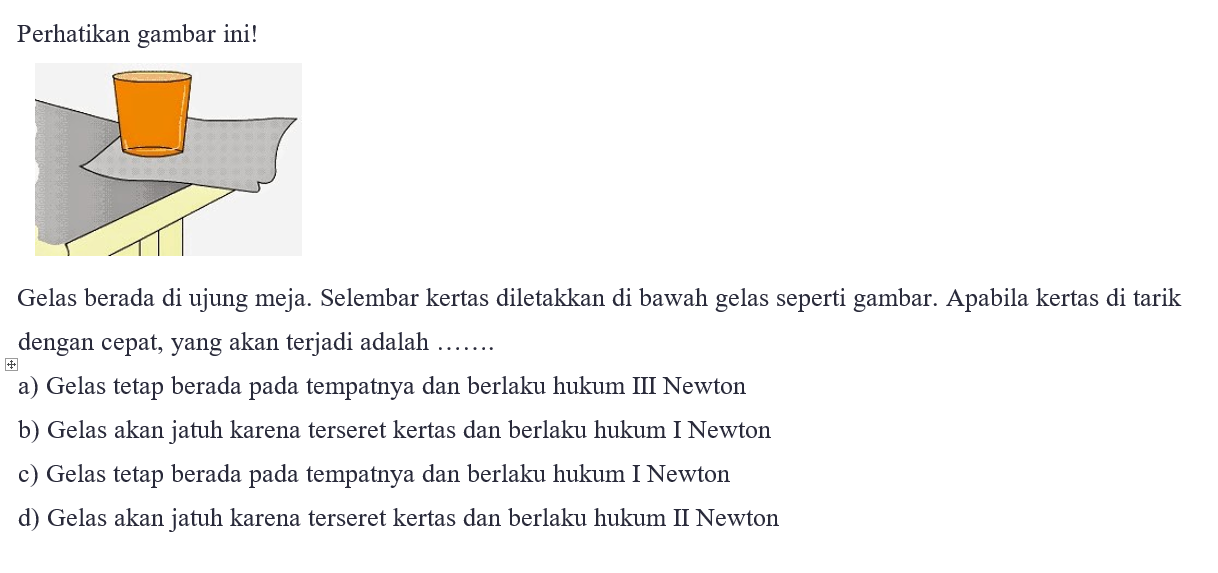 Perhatikan gambar ini!
Gelas berada di ujung meja. Selembar kertas diletakkan di bawah gelas seperti gambar. Apabila kertas di tarik
dengan cepat, yang akan terjadi adalah …….
a) Gelas tetap berada pada tempatnya dan berlaku hukum III Newton
b) Gelas akan jatuh karena terseret kertas dan berlaku hukum I Newton
c) Gelas tetap berada pada tempatnya dan berlaku hukum I Newton
d) Gelas akan jatuh karena terseret kertas dan berlaku hukum II Newton